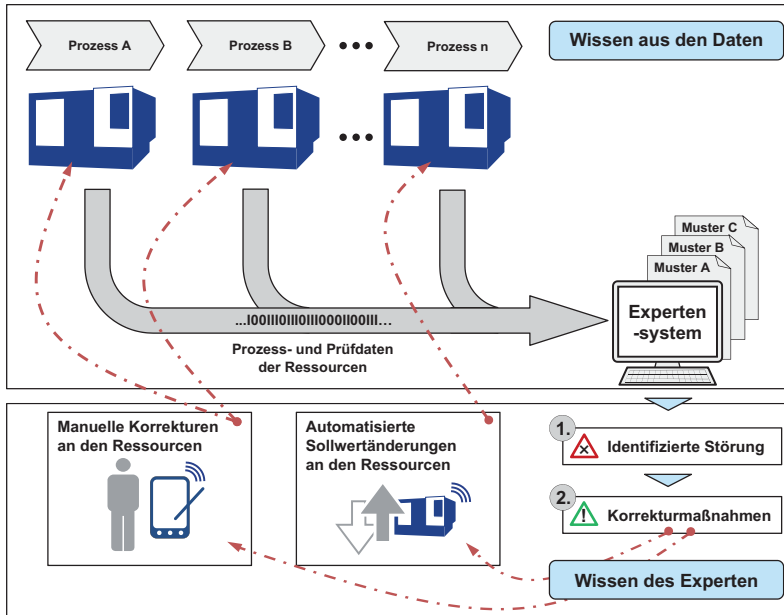 Prozess A
Prozess B
Prozess n
Wissen aus den Daten
Muster C
Muster B
Muster A
Experten
-system
...IOOIIIOIIIOIIIOOOIIOOIII...
Prozess- und Prüfdaten
der Ressourcen
Manuelle Korrekturen
an den Ressourcen
Automatisierte
Sollwertänderungen
an den Ressourcen
1.
Identifizierte Störung
2.
Korrekturmaßnahmen
Wissen des Experten